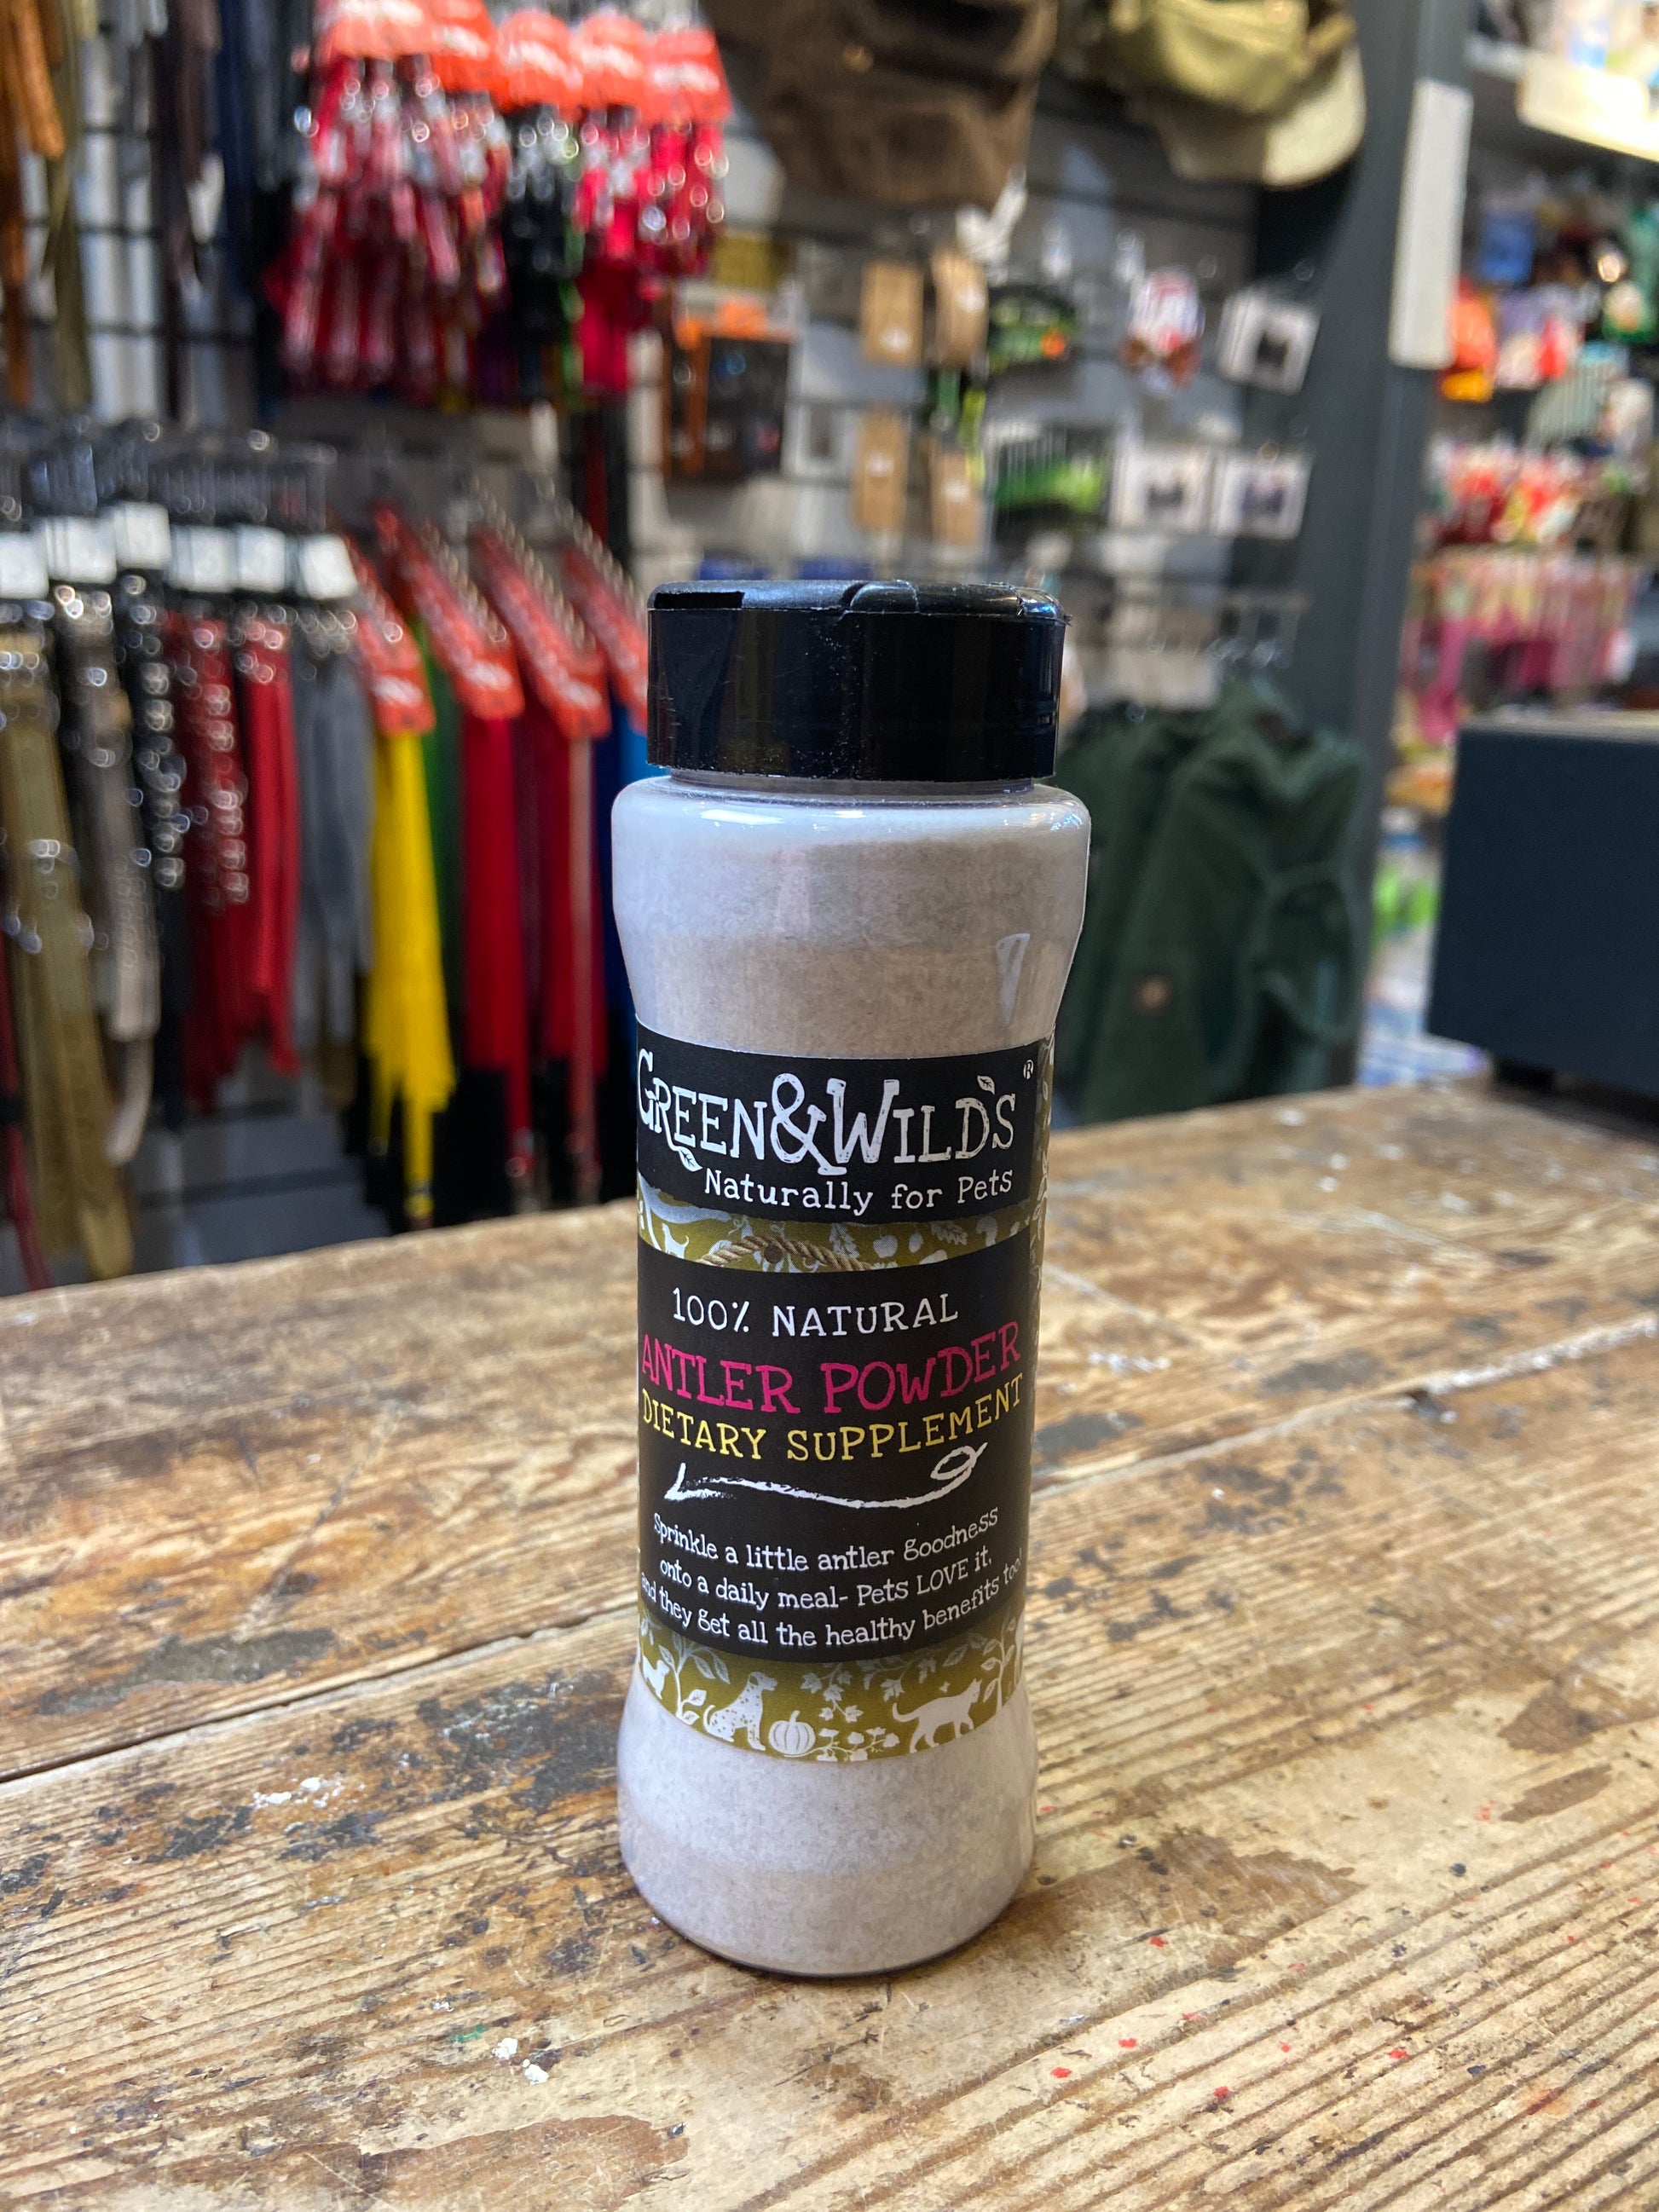 GREEN&WILD'S ®
Naturally for Pets
100% NATURAL
ANTLER POWDER
DIETARY SUPPLEMENT
Sprinkle a little antler goodness
onto a daily meal- Pets LOVE it,
and they get all the healthy benefits too!